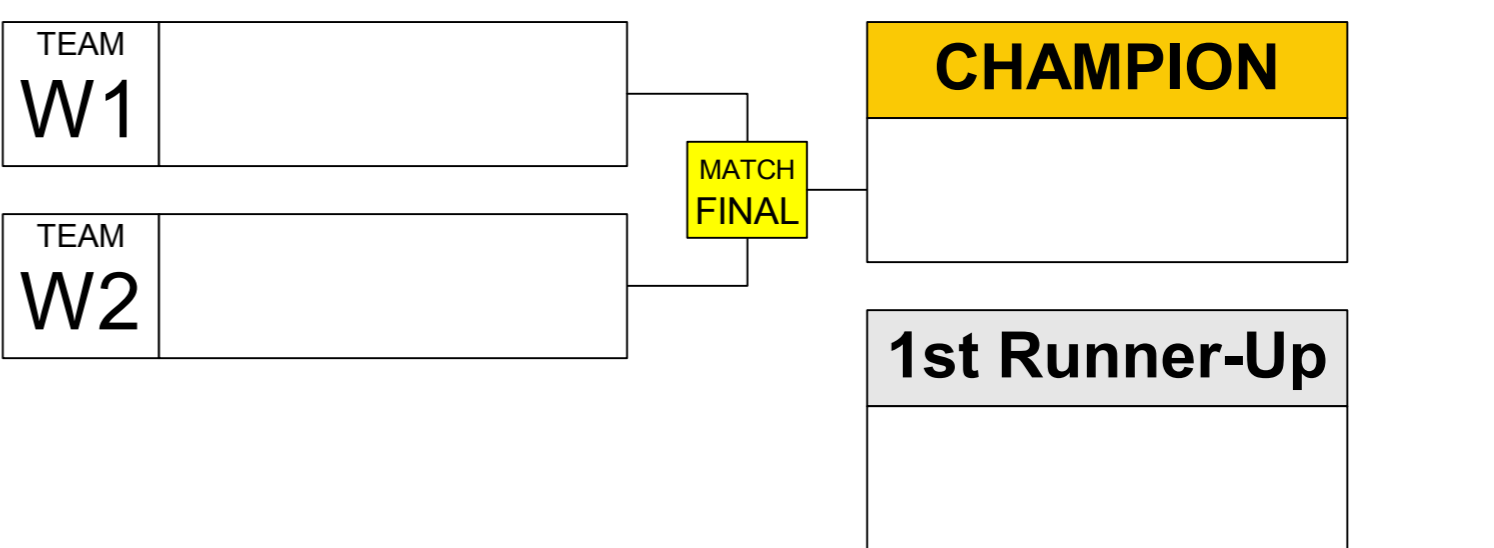 TEAM
W1
CHAMPION
MATCH
FINAL
TEAM
W2
1st Runner-Up